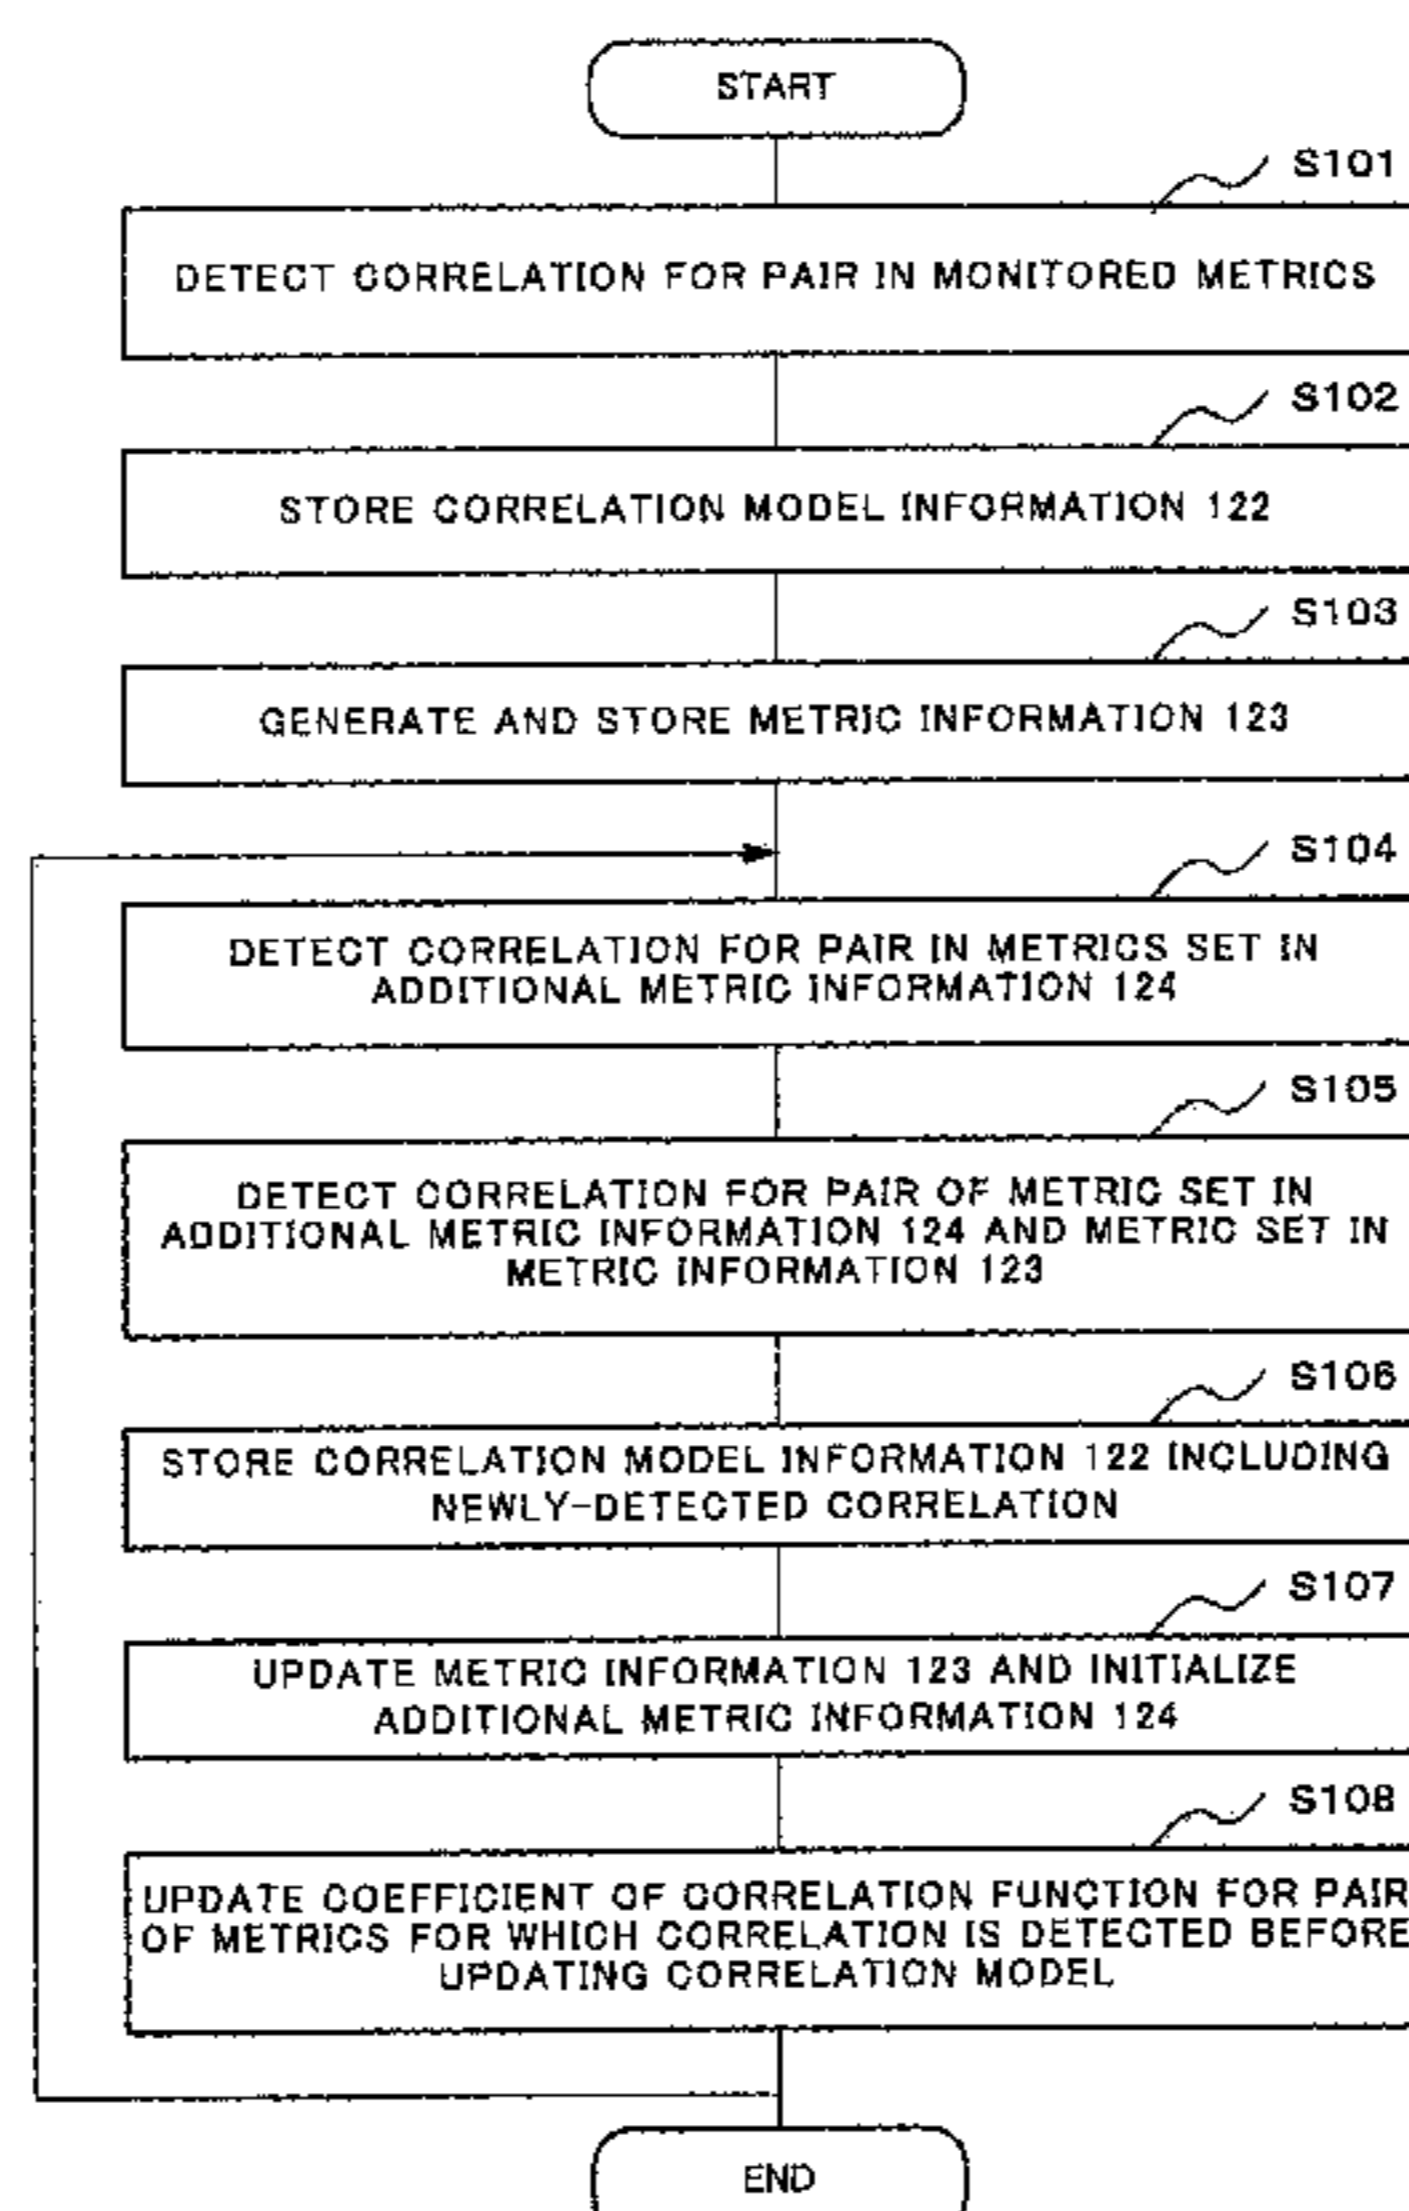 START
S101
DETECT CORRELATION FOR PAIR IN MONITORED METRICS
S102
STORE CORRELATION MODEL INFORMATION 122
S103
GENERATE AND STORE METRIC INFORMATION 123
S104
DETECT CORRELATION FOR PAIR IN METRICS SET IN
ADDITIONAL METRIC INFORMATION 124
S105
DETECT CORRELATION FOR PAIR OF METRIC SET IN
ADDITIONAL METRIC INFORMATION 124 AND METRIC SET IN
METRIC INFORMATION 123
S106
STORE CORRELATION MODEL INFORMATION 122 INCLUDING
NEWLY-DETECTED CORRELATION
S107
UPDATE METRIC INFORMATION 123 AND INITIALIZE
ADDITIONAL METRIC INFORMATION 124
S108
UPDATE COEFFICIENT OF CORRELATION FUNCTION FOR PAIR
OF METRICS FOR WHICH CORRELATION IS DETECTED BEFORE
UPDATING CORRELATION MODEL
END